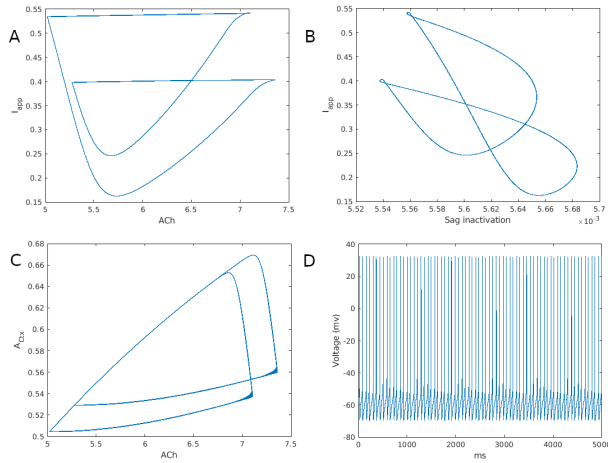 A
0.55
0.5
0.45
0.4
0.35
0.3
0.25
0.2
0.15
I_app
5 5.5 6 6.5 7 7.5
ACh
B
0.55
0.5
0.45
0.4
0.35
0.3
0.25
0.2
0.15
I_app
5.52 5.54 5.56 5.58 5.6 5.62 5.64 5.66 5.68 5.7
Sag inactivation
×10⁻³
C
0.68
0.66
0.64
0.62
0.6
0.58
0.56
0.54
0.52
0.5
A_Ctx
5 5.5 6 6.5 7 7.5
ACh
D
40
20
0
-20
-40
-60
-80
Voltage (mv)
0 1000 2000 3000 4000 5000
ms